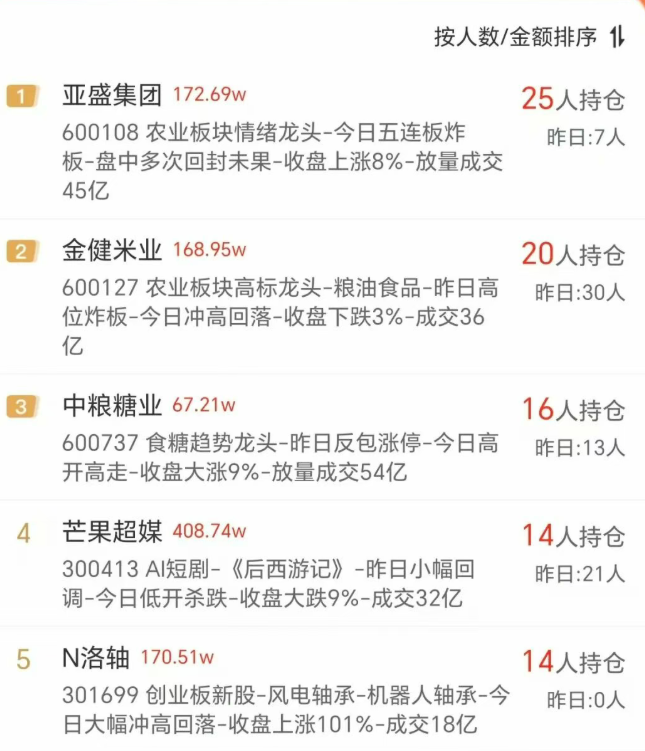 按人数/金额排序
1 亚盛集团 172.69w 25人持仓
600108 农业板块情绪龙头-今日五连板炸 昨日:7人
板-盘中多次回封未果-收盘上涨8%-放量成交
45亿
2 金健米业 168.95w 20人持仓
600127 农业板块高标龙头-粮油食品-昨日高 昨日:30人
位炸板-今日冲高回落-收盘下跌3%-成交36
亿
3 中粮糖业 67.21w 16人持仓
600737 食糖趋势龙头-昨日反包涨停-今日高 昨日:13人
开高走-收盘大涨9%-放量成交54亿
4 芒果超媒 408.74w 14人持仓
300413 AI短剧-《后西游记》-昨日小幅回 昨日:21人
调-今日低开杀跌-收盘大跌9%-成交32亿
5 N洛轴 170.51w 14人持仓
301699 创业板新股-风电轴承-机器人轴承-今 昨日:0人
日大幅冲高回落-收盘上涨101%-成交18亿